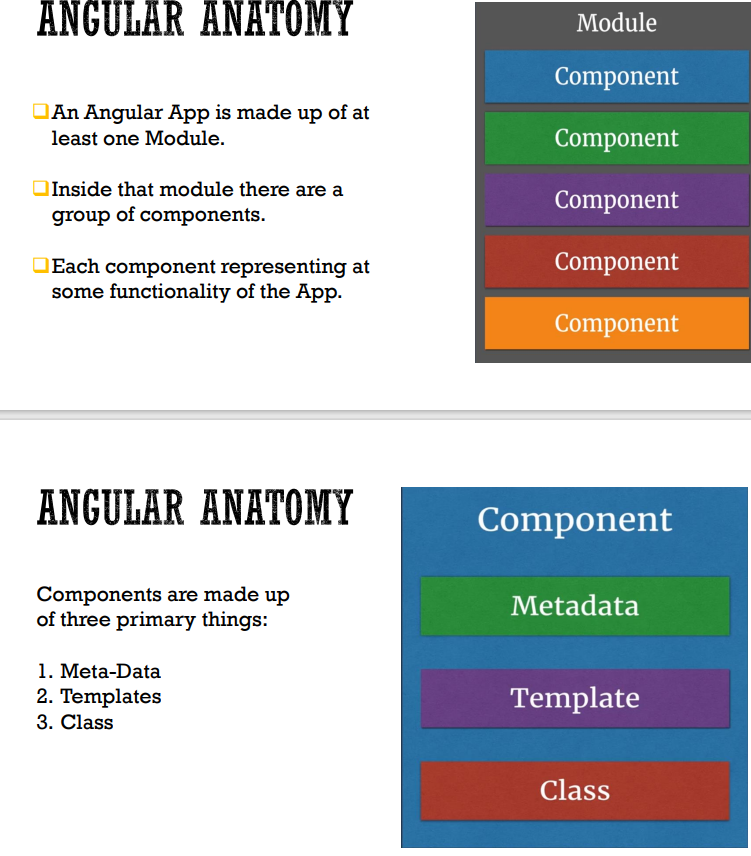 ANGULAR ANATOMY
An Angular App is made up of at
least one Module.
Inside that module there are a
group of components.
Each component representing at
some functionality of the App.
Module
Component
Component
Component
Component
Component
ANGULAR ANATOMY
Components are made up
of three primary things:
1. Meta-Data
2. Templates
3. Class
Component
Metadata
Template
Class